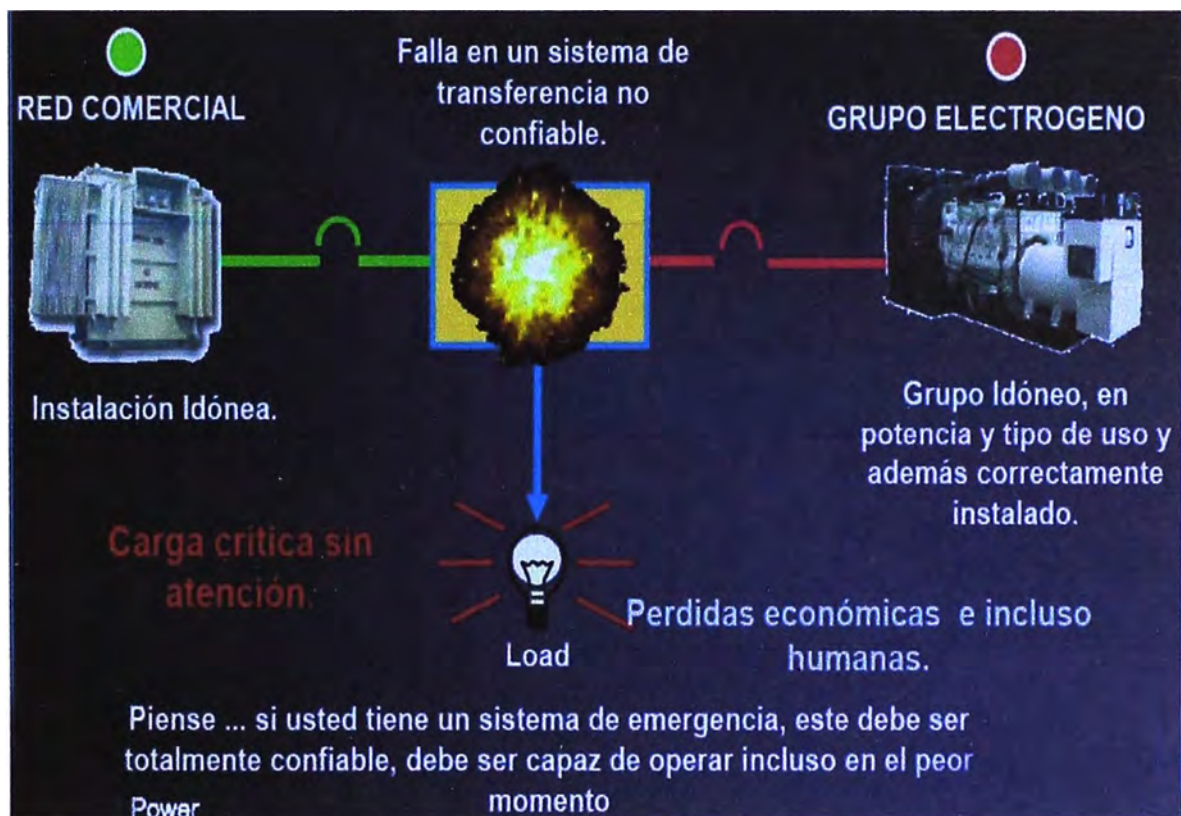 RED COMERCIAL
Falla en un sistema de
transferencia no
confiable.
GRUPO ELECTROGENO
Instalación Idónea.
Grupo Idóneo, en
potencia y tipo de uso y
además correctamente
instalado.
Carga crítica sin
atención.
Load
Perdidas económicas e incluso
humanas.
Piense ... si usted tiene un sistema de emergencia, este debe ser
totalmente confiable, debe ser capaz de operar incluso en el peor
momento
Power